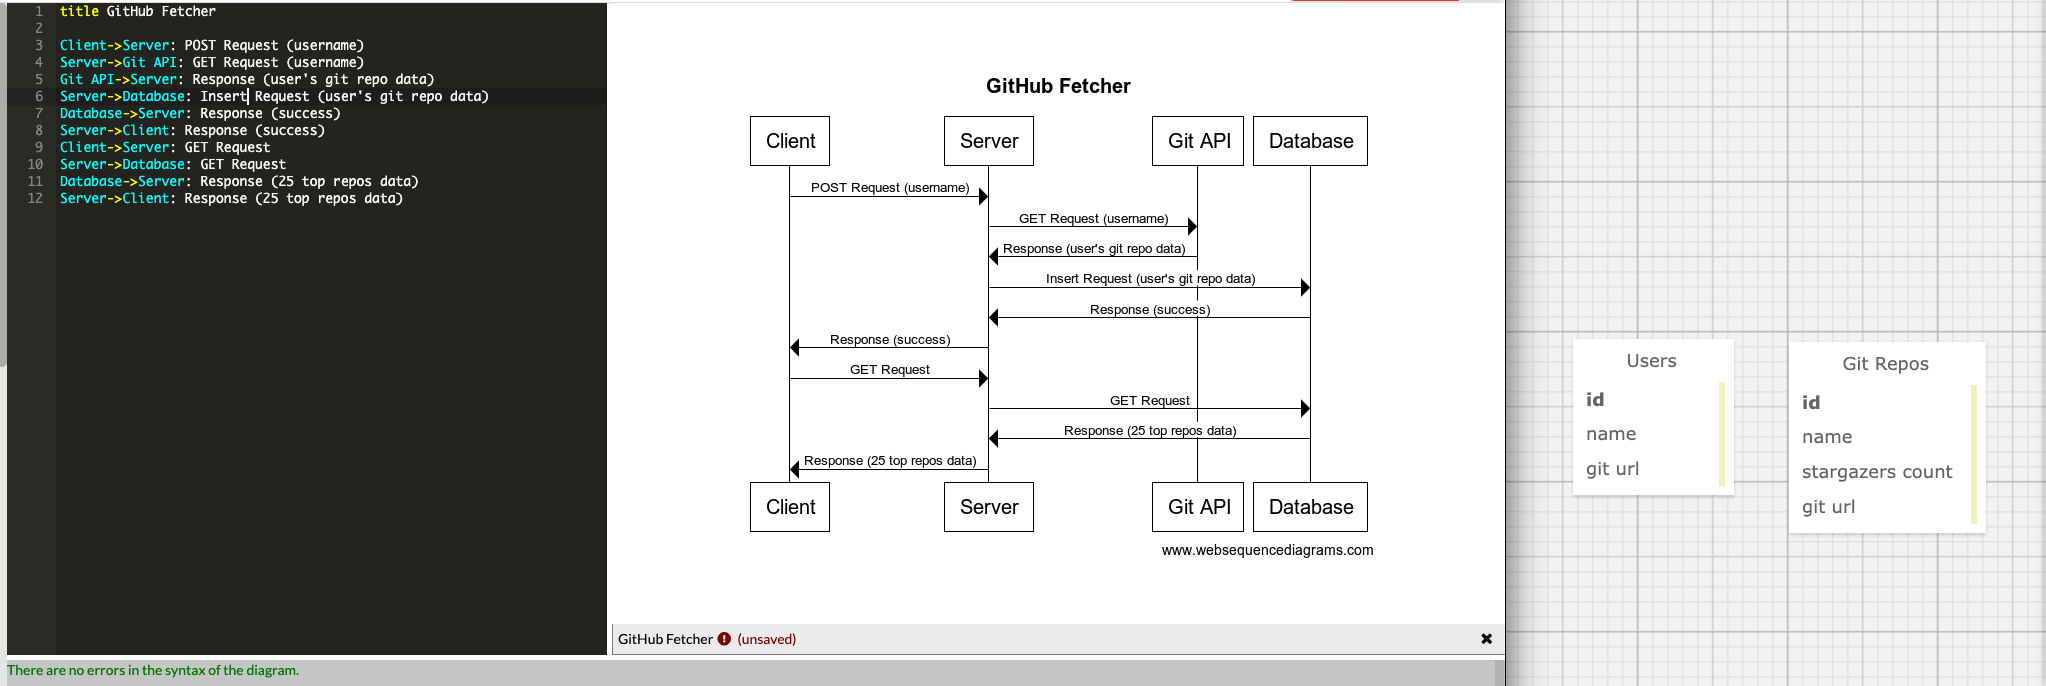 1 title GitHub Fetcher
2
3 Client->Server: POST Request (username)
4 Server->Git API: GET Request (username)
5 Git API->Server: Response (user's git repo data)
6 Server->Database: Insert Request (user's git repo data)
7 Database->Server: Response (success)
8 Server->Client: Response (success)
9 Client->Server: GET Request
10 Server->Database: GET Request
11 Database->Server: Response (25 top repos data)
12 Server->Client: Response (25 top repos data)
There are no errors in the syntax of the diagram.
GitHub Fetcher
Client Server Git API Database
POST Request (username)
GET Request (username)
Response (user's git repo data)
Insert Request (user's git repo data)
Response (success)
Response (success)
GET Request
GET Request
Response (25 top repos data)
Response (25 top repos data)
Client Server Git API Database
www.websequencediagrams.com
GitHub Fetcher (unsaved)
Users
id
name
git url
Git Repos
id
name
stargazers count
git url